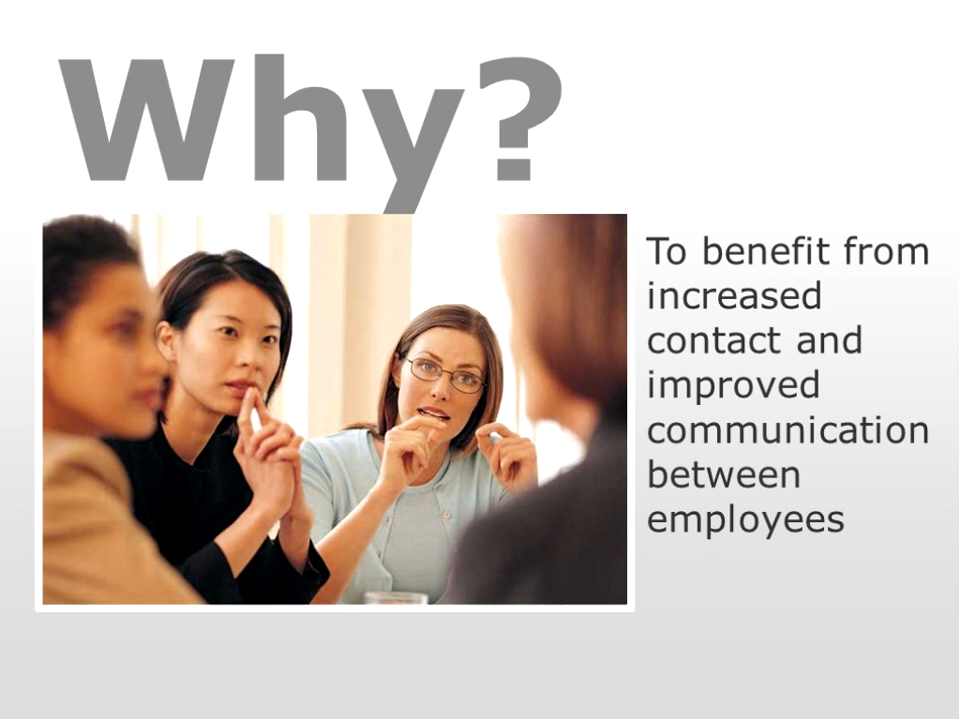 Why?
To benefit from
increased
contact and
improved
communication
between
employees